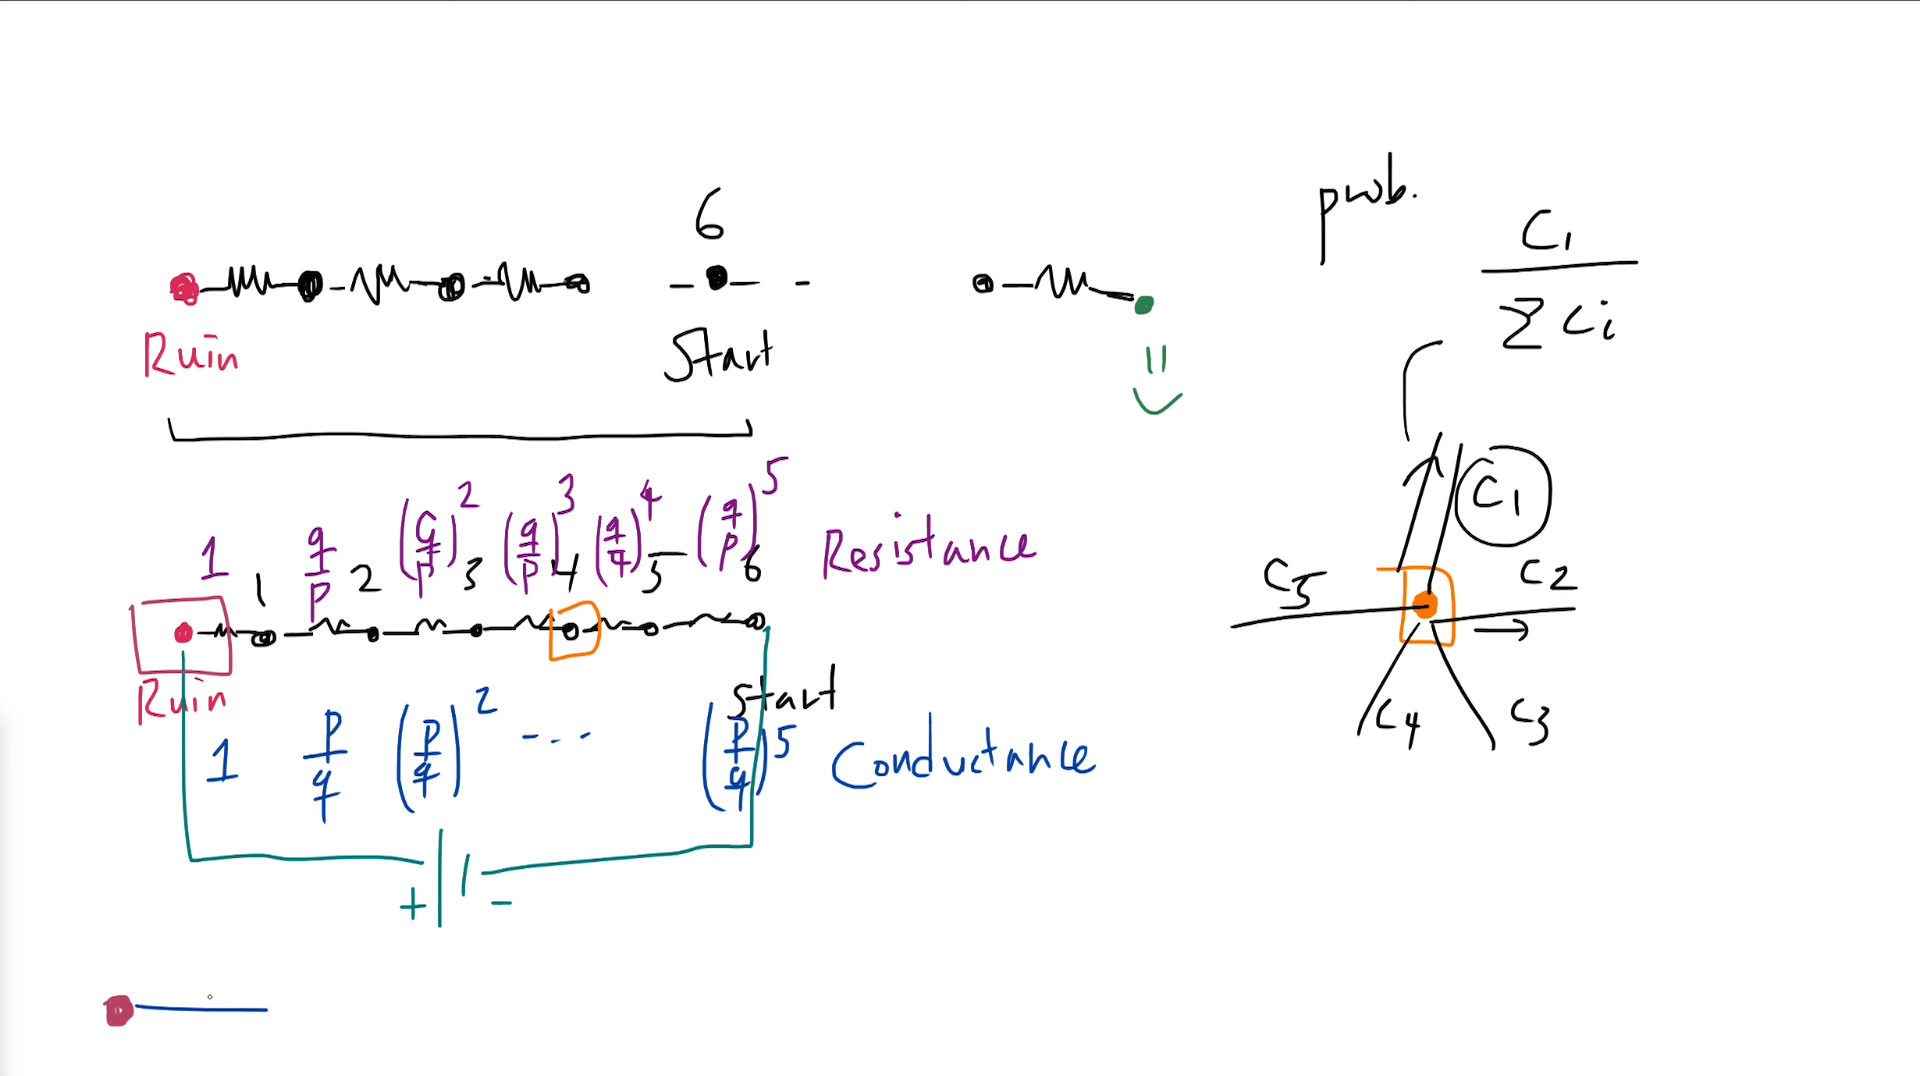 prob.
C₁
Σ Ci
6
Ruin
Start
C1
1 q/p (q/p)² (q/p)³ (q/q)⁴ (q/p)⁵ Resistance
1 2 3 4 5 6
C5 C2
Ruin
Start
C4 C3
1 p/q (p/q)² --- (p/q)⁵ Conductance
+ -